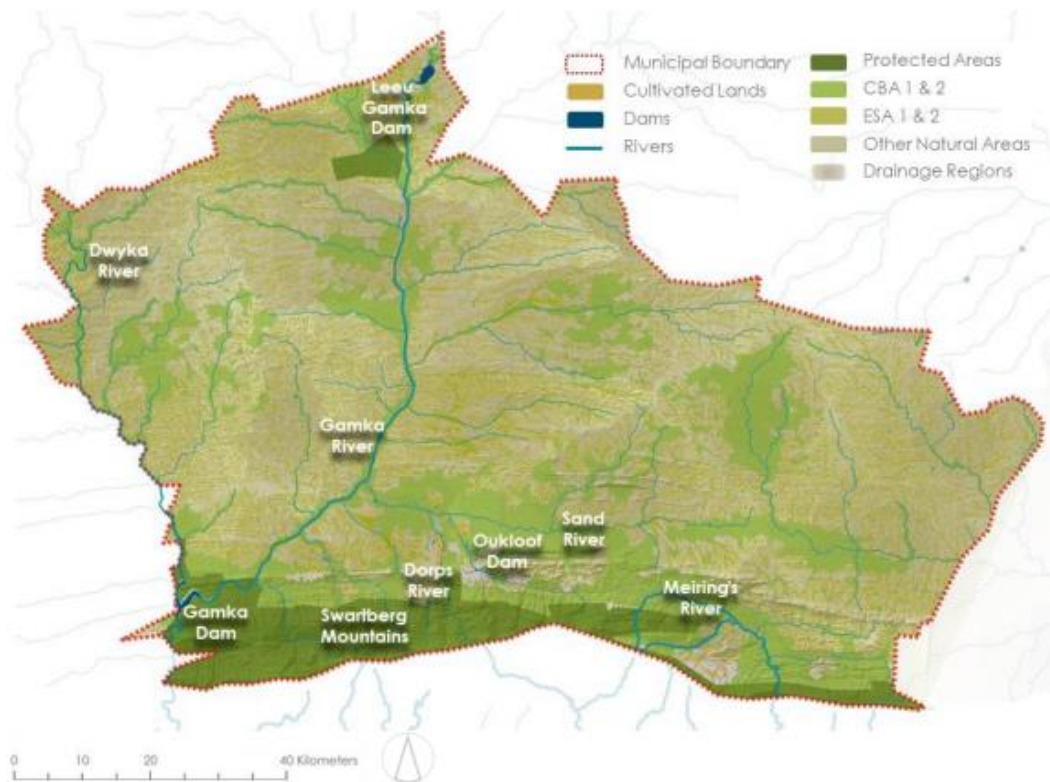 Municipal Boundary
Cultivated Lands
Dams
Rivers
Protected Areas
CBA 1 & 2
ESA 1 & 2
Other Natural Areas
Drainage Regions
Leeu
Gamka
Dam
Dwyka
River
Gamka
River
Sand
River
Oukloof
Dam
Dorps
River
Meiring's
River
Gamka
Dam
Swartberg
Mountains
0 10 20 40 Kilometers